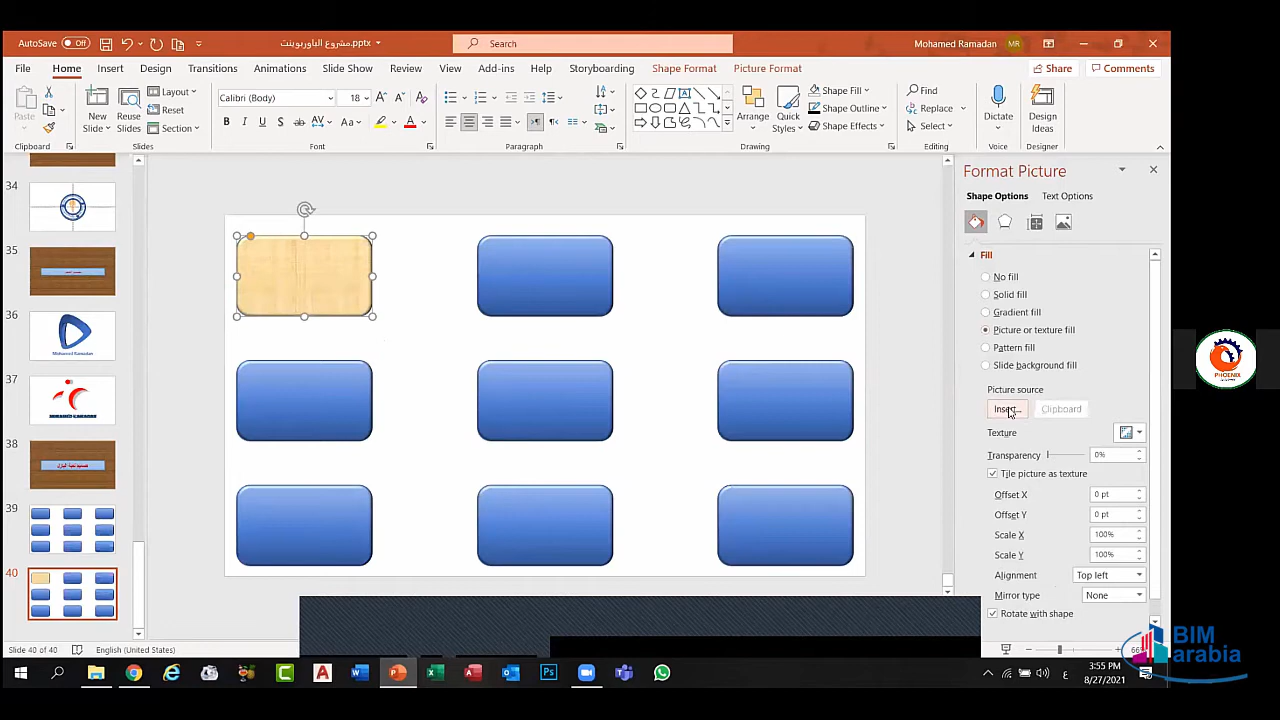 AutoSave Off مشروع الباوربوينت.pptx Search Mohamed Ramadan MR
File Home Insert Design Transitions Animations Slide Show Review View Add-ins Help Storyboarding Shape Format Picture Format Share Comments
Paste New Slide Reuse Slides Layout Reset Section
Calibri (Body) 18
B I U S ab AV Aa A
Arrange Quick Styles Shape Fill Shape Outline Shape Effects
Find Replace Select
Dictate Design Ideas
Clipboard Slides Font Paragraph Drawing Editing Voice Designer
34
35
36
Mohamed Ramadan
37
38
39
40
Format Picture
Shape Options Text Options
Fill
No fill
Solid fill
Gradient fill
Picture or texture fill
Pattern fill
Slide background fill
Picture source
Insert... Clipboard
Texture
Transparency 0%
Tile picture as texture
Offset X 0 pt
Offset Y 0 pt
Scale X 100%
Scale Y 100%
Alignment Top left
Mirror type None
Rotate with shape
PHOENIX
Slide 40 of 40 English (United States)
BIM
arabia
ع 3:55 PM
8/27/2021